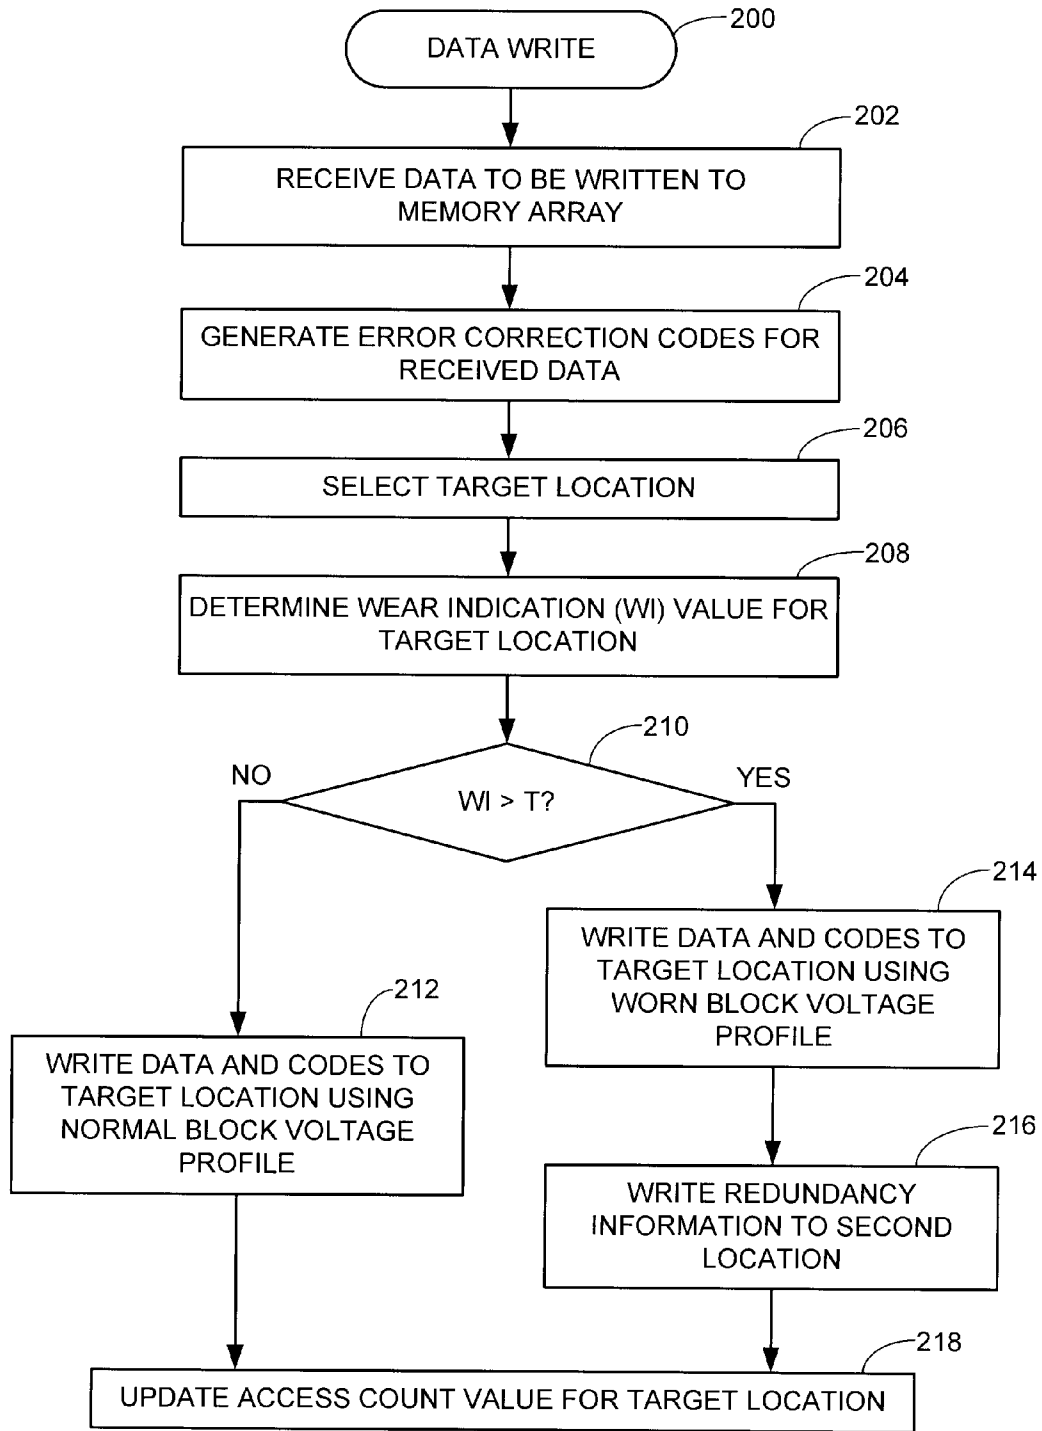 200
DATA WRITE
202
RECEIVE DATA TO BE WRITTEN TO
MEMORY ARRAY
204
GENERATE ERROR CORRECTION CODES FOR
RECEIVED DATA
206
SELECT TARGET LOCATION
208
DETERMINE WEAR INDICATION (WI) VALUE FOR
TARGET LOCATION
210
NO
WI > T?
YES
214
WRITE DATA AND CODES TO
TARGET LOCATION USING
WORN BLOCK VOLTAGE
PROFILE
212
WRITE DATA AND CODES TO
TARGET LOCATION USING
NORMAL BLOCK VOLTAGE
PROFILE
216
WRITE REDUNDANCY
INFORMATION TO SECOND
LOCATION
218
UPDATE ACCESS COUNT VALUE FOR TARGET LOCATION